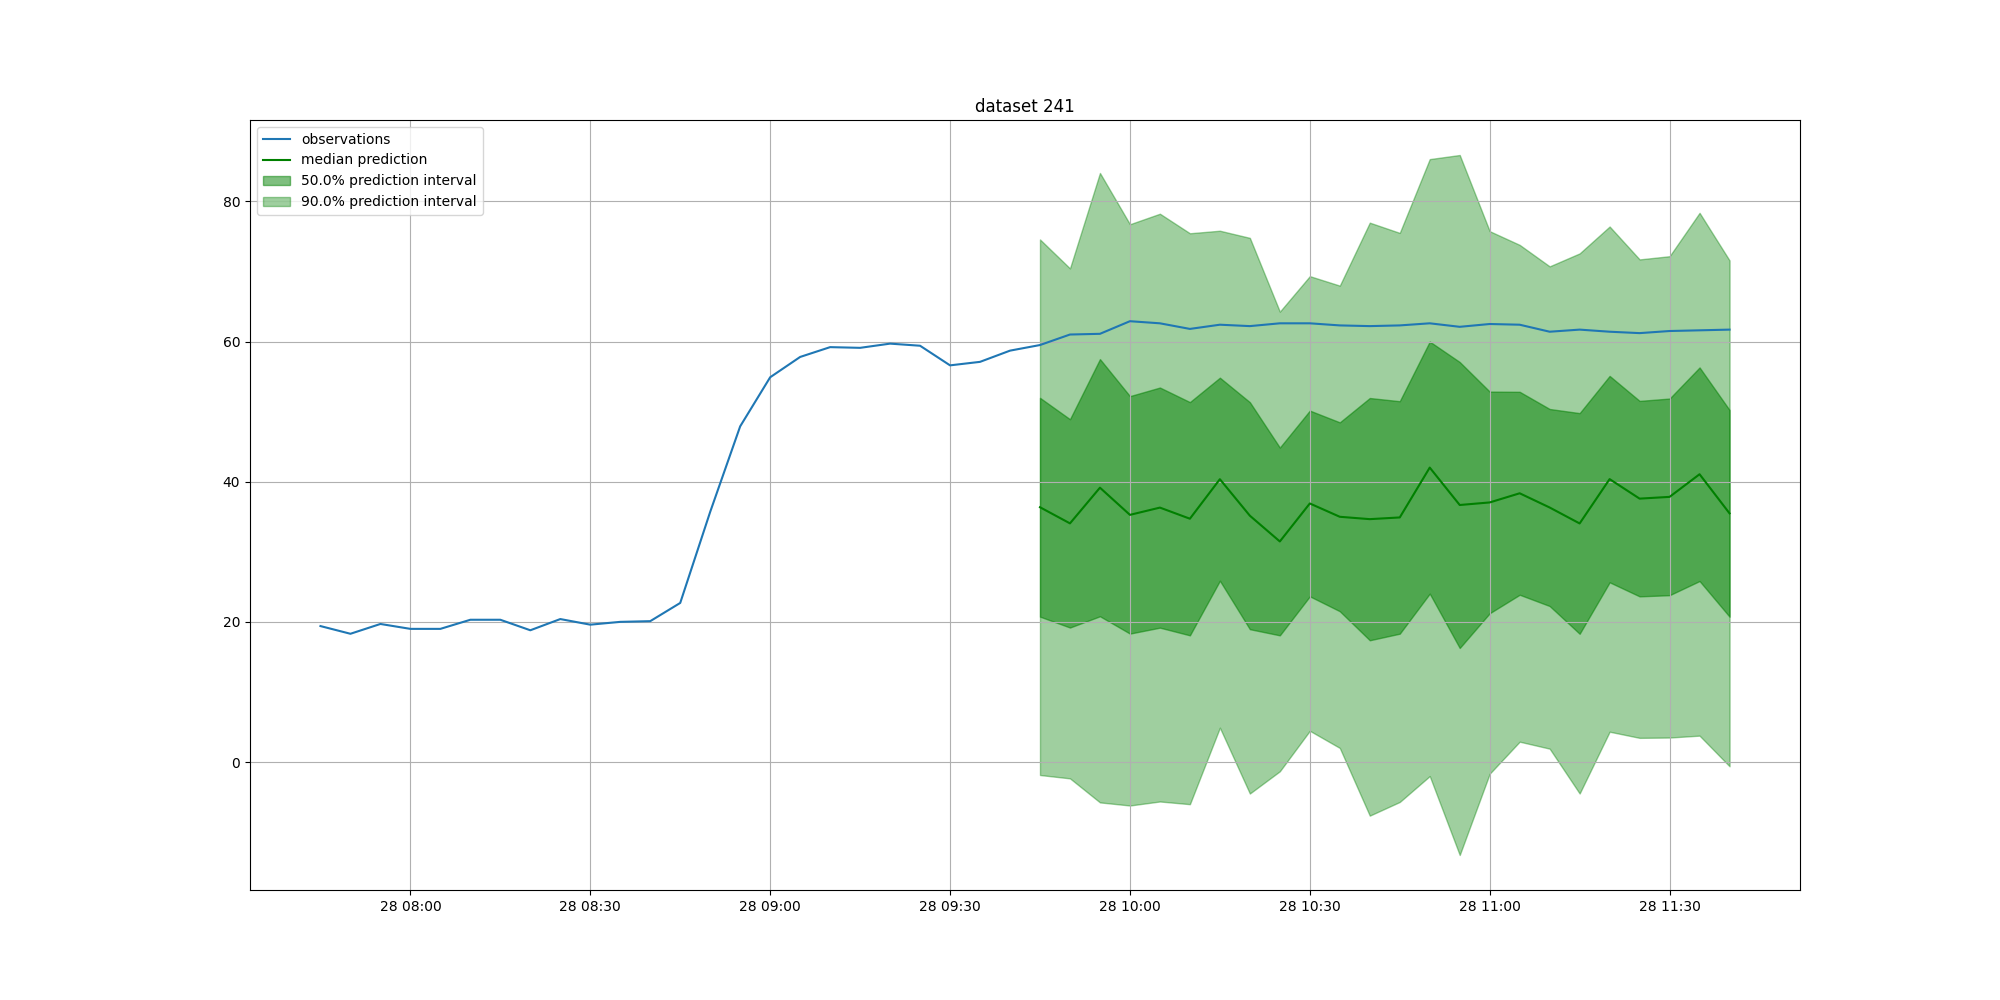 dataset 241
observations
median prediction
50.0% prediction interval
90.0% prediction interval
80
60
40
20
0
28 08:00
28 08:30
28 09:00
28 09:30
28 10:00
28 10:30
28 11:00
28 11:30